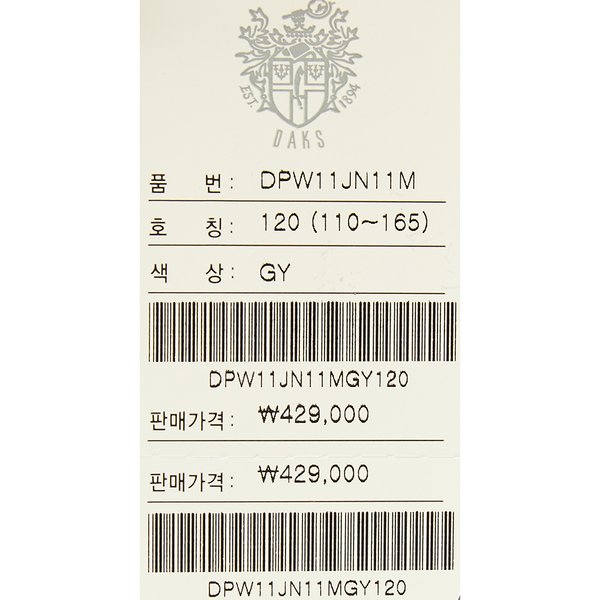 EST. 1894
DAKS
품 번 : DPW11JN11M
호 칭 : 120 (110~165)
색 상 : GY
DPW11JN11MGY120
판매가격 : ₩429,000
판매가격 : ₩429,000
DPW11JN11MGY120